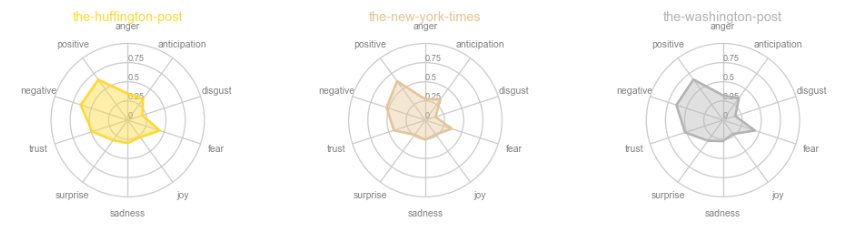 the-huffington-post
anger
positive
anticipation
0.75
0.5
negative
disgust
0.25
0
trust
fear
surprise
joy
sadness
the-new-york-times
anger
positive
anticipation
0.75
0.5
negative
disgust
0.25
0
trust
fear
surprise
joy
sadness
the-washington-post
anger
positive
anticipation
0.75
0.5
negative
disgust
0.25
0
trust
fear
surprise
joy
sadness